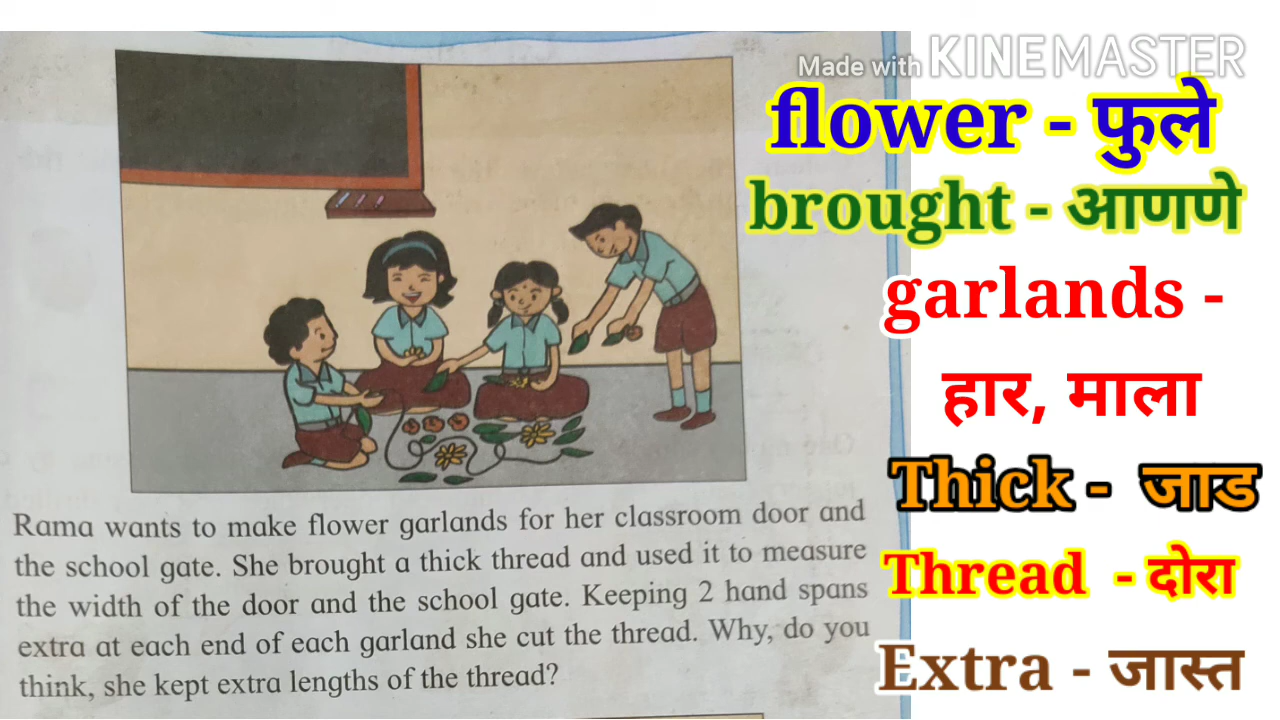 Made with KINEMASTER
flower - फुले
brought - आणणे
garlands -
हार, माला
Thick - जाड
Thread - दोरा
Extra - जास्त
Rama wants to make flower garlands for her classroom door and
the school gate. She brought a thick thread and used it to measure
the width of the door and the school gate. Keeping 2 hand spans
extra at each end of each garland she cut the thread. Why, do you
think, she kept extra lengths of the thread?